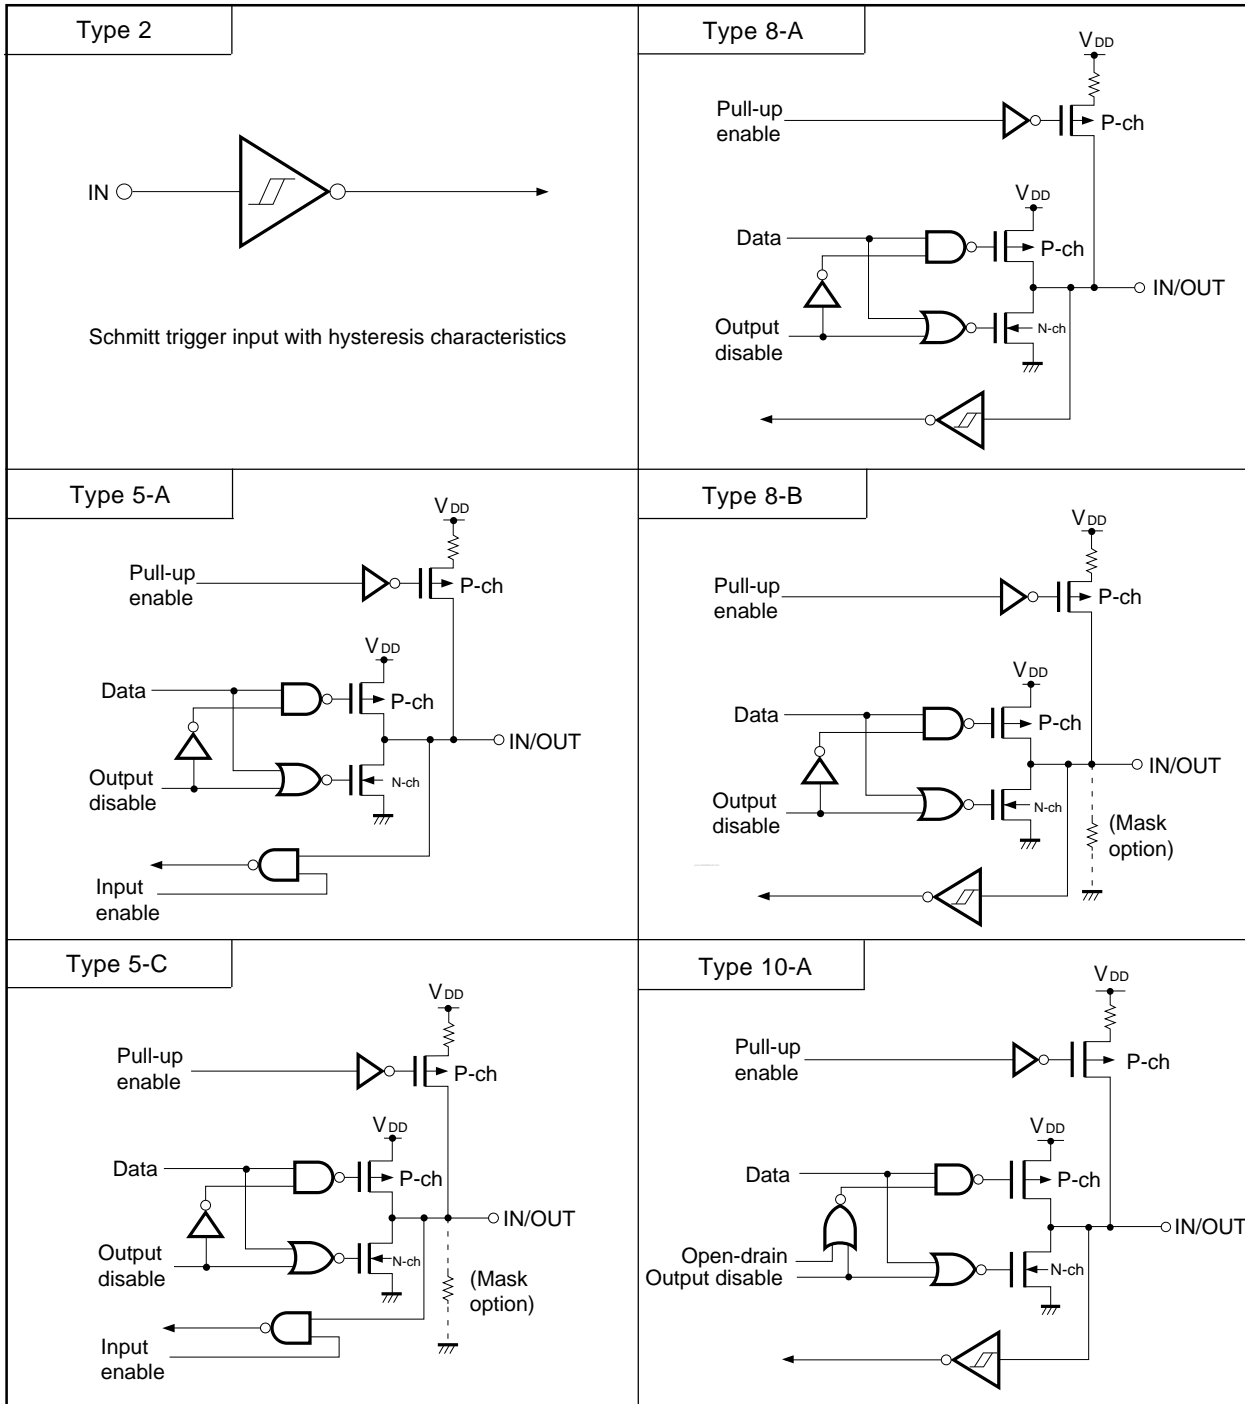 Type 2
IN
Schmitt trigger input with hysteresis characteristics
Type 8-A
VDD
Pull-up
enable
P-ch
VDD
Data
P-ch
IN/OUT
Output
disable
N-ch
Type 5-A
VDD
Pull-up
enable
P-ch
VDD
Data
P-ch
IN/OUT
Output
disable
N-ch
Input
enable
Type 8-B
VDD
Pull-up
enable
P-ch
VDD
Data
P-ch
IN/OUT
Output
disable
N-ch
(Mask
option)
Type 5-C
VDD
Pull-up
enable
P-ch
VDD
Data
P-ch
IN/OUT
Output
disable
N-ch
(Mask
option)
Input
enable
Type 10-A
VDD
Pull-up
enable
P-ch
VDD
Data
P-ch
IN/OUT
Open-drain
Output disable
N-ch